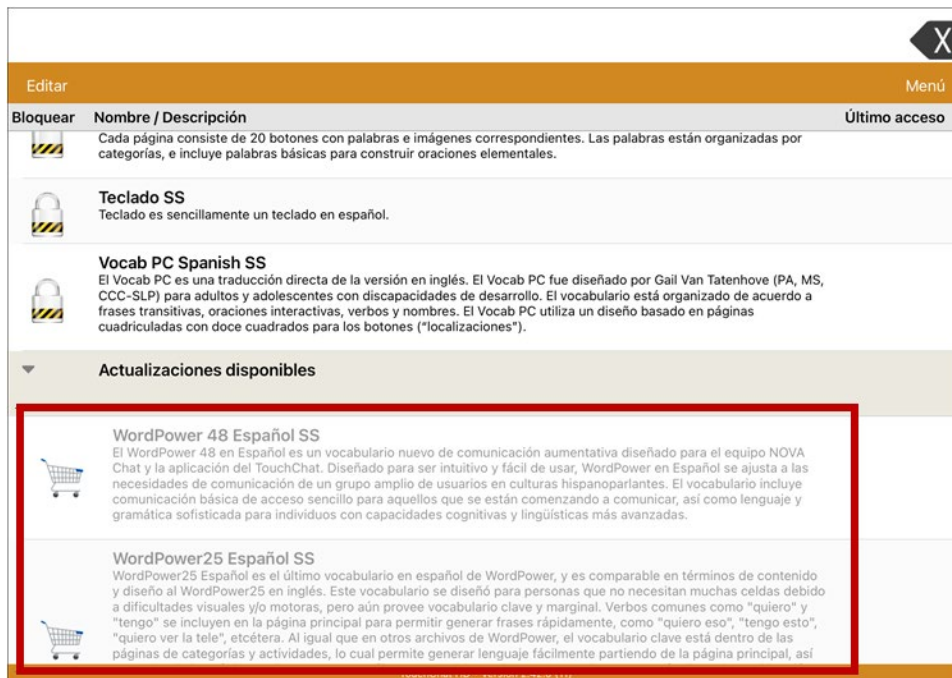 X
Editar
Menú
Bloquear Nombre / Descripción Último acceso
Cada página consiste de 20 botones con palabras e imágenes correspondientes. Las palabras están organizadas por
categorías, e incluye palabras básicas para construir oraciones elementales.
Teclado SS
Teclado es sencillamente un teclado en español.
Vocab PC Spanish SS
El Vocab PC es una traducción directa de la versión en inglés. El Vocab PC fue diseñado por Gail Van Tatenhove (PA, MS,
CCC-SLP) para adultos y adolescentes con discapacidades de desarrollo. El vocabulario está organizado de acuerdo a
frases transitivas, oraciones interactivas, verbos y nombres. El Vocab PC utiliza un diseño basado en páginas
cuadriculadas con doce cuadrados para los botones ("localizaciones").
Actualizaciones disponibles
WordPower 48 Español SS
El WordPower 48 en Español es un vocabulario nuevo de comunicación aumentativa diseñado para el equipo NOVA
Chat y la aplicación del TouchChat. Diseñado para ser intuitivo y fácil de usar, WordPower en Español se ajusta a las
necesidades de comunicación de un grupo amplio de usuarios en culturas hispanoparlantes. El vocabulario incluye
comunicación básica de acceso sencillo para aquellos que se están comenzando a comunicar, así como lenguaje y
gramática sofisticada para individuos con capacidades cognitivas y lingüísticas más avanzadas.
WordPower25 Español SS
WordPower25 Español es el último vocabulario en español de WordPower, y es comparable en términos de contenido
y diseño al WordPower25 en inglés. Este vocabulario se diseñó para personas que no necesitan muchas celdas debido
a dificultades visuales y/o motoras, pero aún provee vocabulario clave y marginal. Verbos comunes como "quiero" y
"tengo" se incluyen en la página principal para permitir generar frases rápidamente, como "quiero eso", "tengo esto",
"quiero ver la tele", etcétera. Al igual que en otros archivos de WordPower, el vocabulario clave está dentro de las
páginas de categorías y actividades, lo cual permite generar lenguaje fácilmente partiendo de la página principal, así